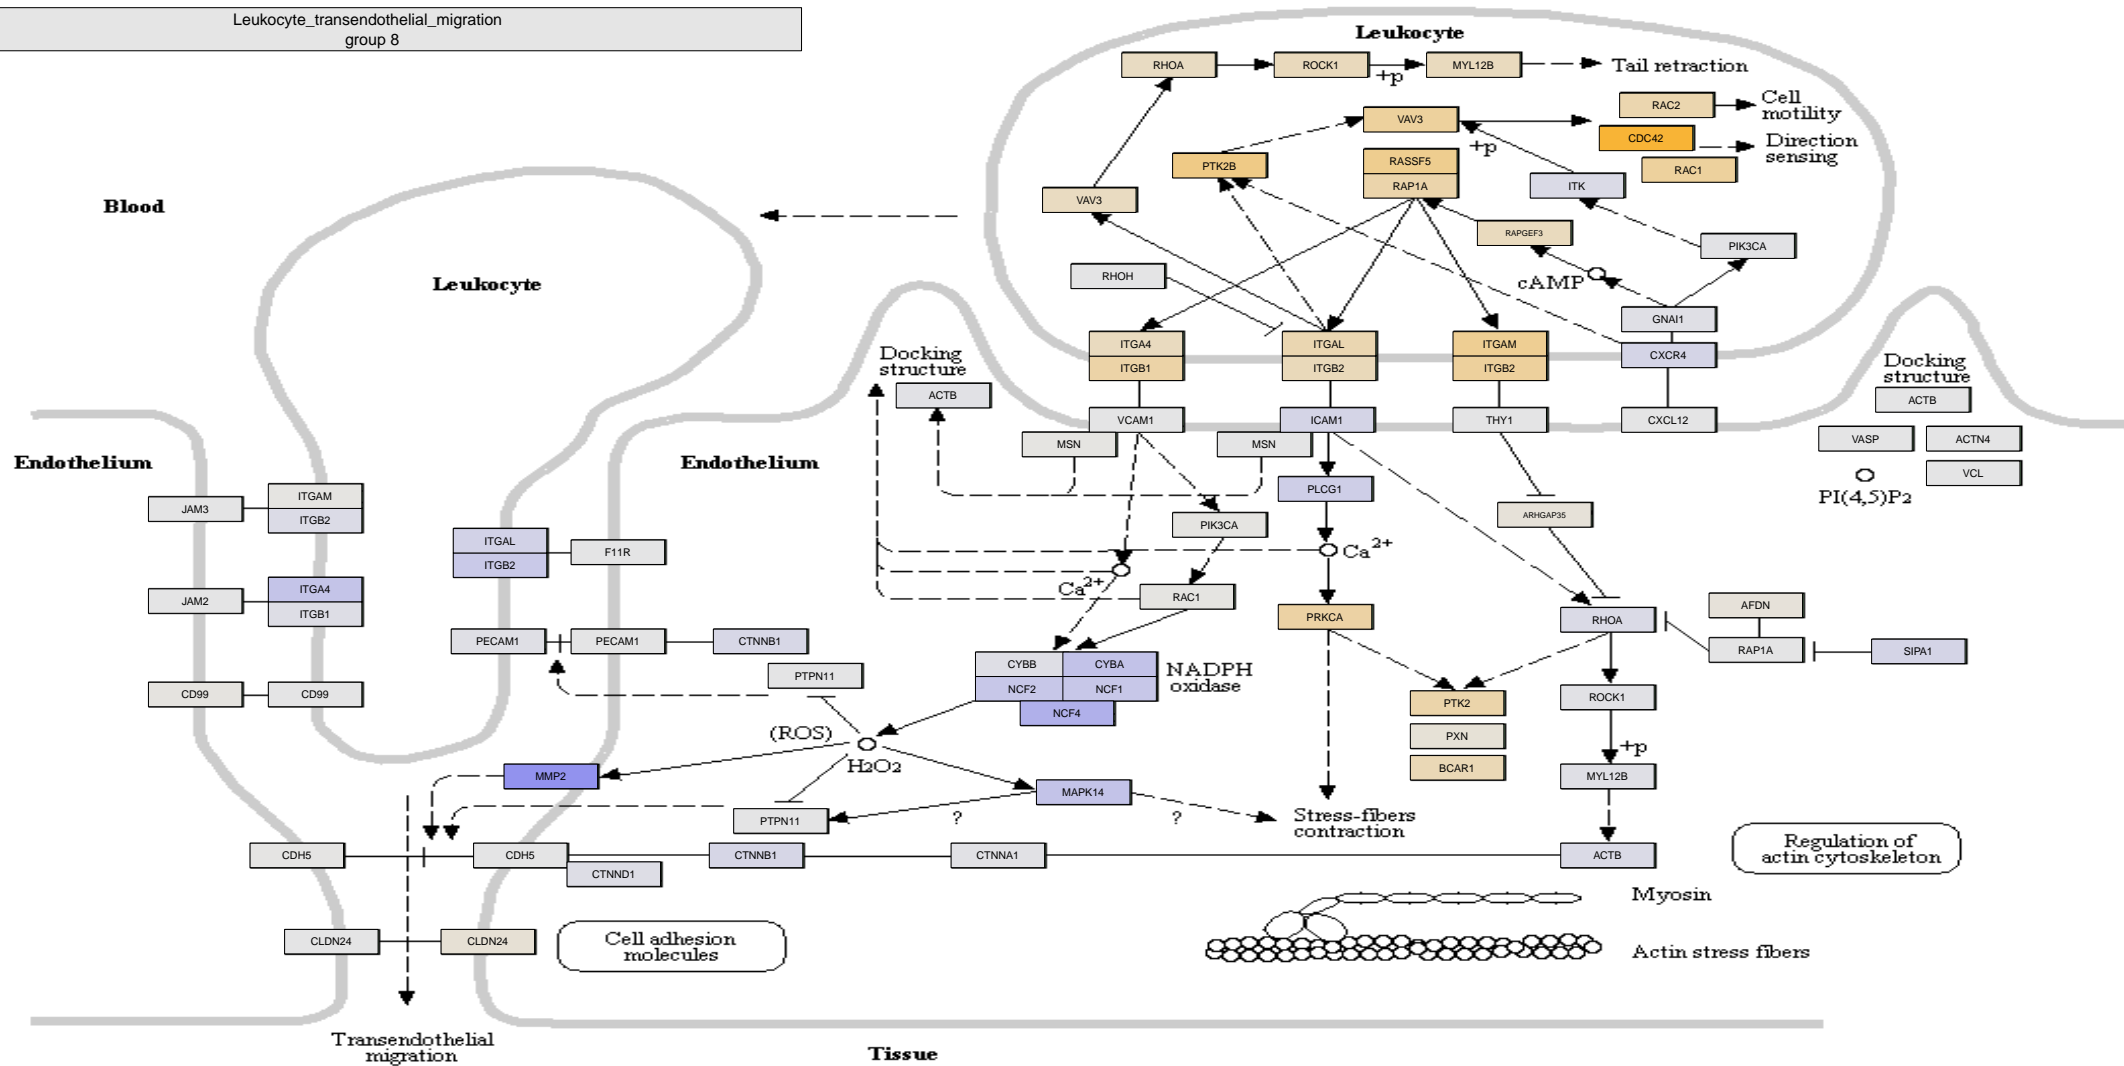 Leukocyte_transendothelial_migration
group 8
Leukocyte
RHOA
ROCK1
+p
MYL12B
Tail retraction
VAV3
+p
RAC2
Cell
motility
CDC42
Direction
sensing
RAC1
PTK2B
RASSF5
RAP1A
ITK
VAV3
RAPGEF3
PIK3CA
RHOH
cAMP
GNAI1
Blood
Leukocyte
ITGA4
ITGB1
ITGAL
ITGB2
ITGAM
ITGB2
CXCR4
Docking
structure
ACTB
VCAM1
ICAM1
THY1
CXCL12
MSN
MSN
Docking
structure
ACTB
VASP
ACTN4
VCL
PI(4,5)P2
Endothelium
Endothelium
JAM3
ITGAM
ITGB2
ITGAL
ITGB2
F11R
JAM2
ITGA4
ITGB1
PECAM1
PECAM1
CTNNB1
CD99
CD99
PLCG1
PIK3CA
ARHGAP35
Ca2+
Ca2+
RAC1
PRKCA
RHOA
AFDN
RAP1A
SIPA1
CYBB
CYBA
NCF2
NCF1
NCF4
NADPH
oxidase
PTPN11
(ROS)
H2O2
PTK2
PXN
BCAR1
ROCK1
+p
MYL12B
MMP2
MAPK14
PTPN11
?
?
Stress-fibers
contraction
CDH5
CDH5
CTNND1
CTNNB1
CTNNA1
ACTB
Regulation of
actin cytoskeleton
CLDN24
CLDN24
Cell adhesion
molecules
Myosin
Actin stress fibers
Transendothelial
migration
Tissue